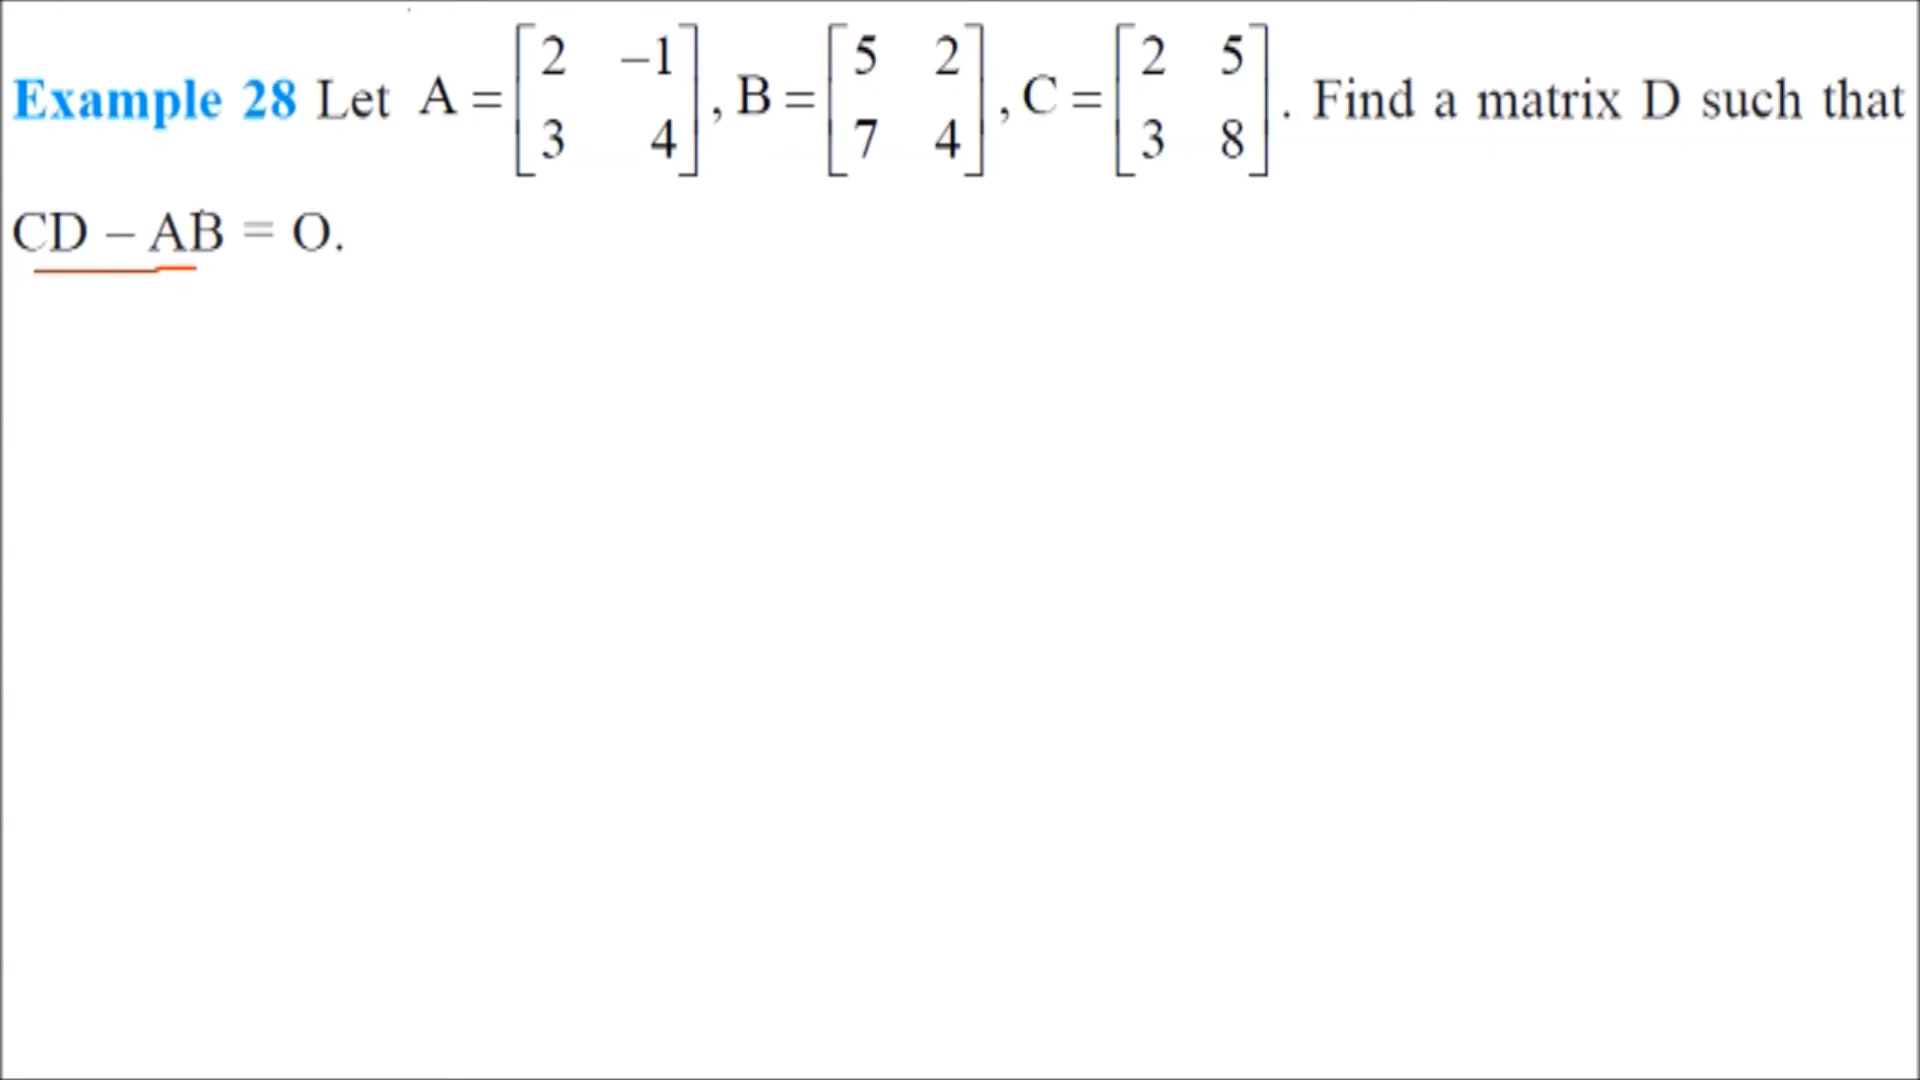 Example 28 Let A = [2 –1; 3 4], B = [5 2; 7 4], C = [2 5; 3 8]. Find a matrix D such that
CD – AB = O.